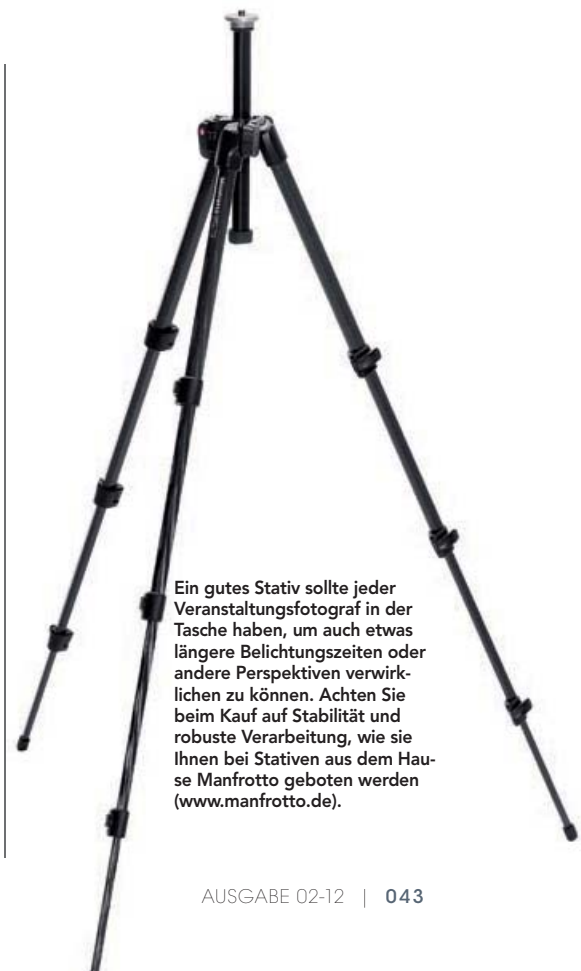 Ein gutes Stativ sollte jeder
Veranstaltungsfotograf in der
Tasche haben, um auch etwas
längere Belichtungszeiten oder
andere Perspektiven verwirk-
lichen zu können. Achten Sie
beim Kauf auf Stabilität und
robuste Verarbeitung, wie sie
Ihnen bei Stativen aus dem Hau-
se Manfrotto geboten werden
(www.manfrotto.de).
AUSGABE 02-12 | 043